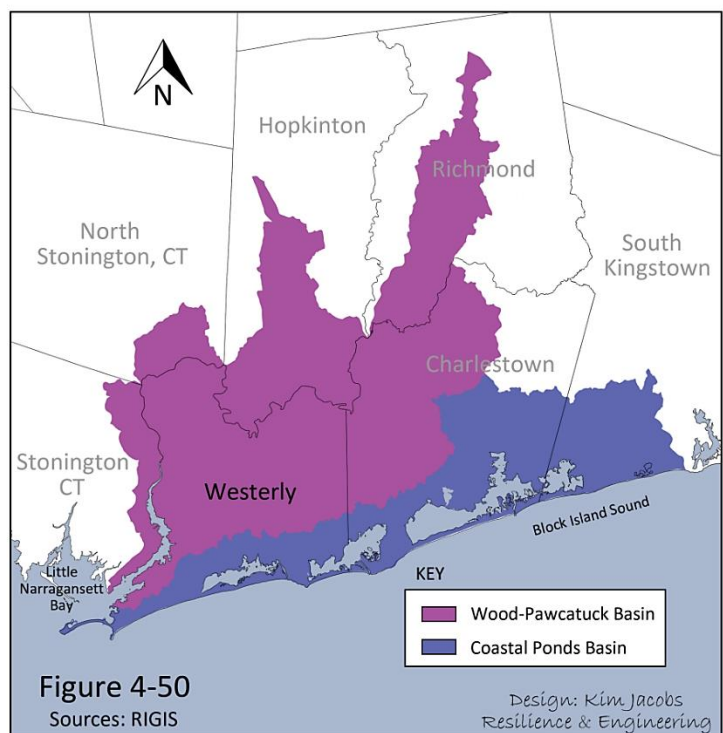 N
Hopkinton
Richmond
North
Stonington, CT
South
Kingstown
Charlestown
Stonington
CT
Westerly
Block Island Sound
Little
Narragansett
Bay
KEY
Wood-Pawcatuck Basin
Coastal Ponds Basin
Figure 4-50
Sources: RIGIS
Design: Kim Jacobs
Resilience & Engineering